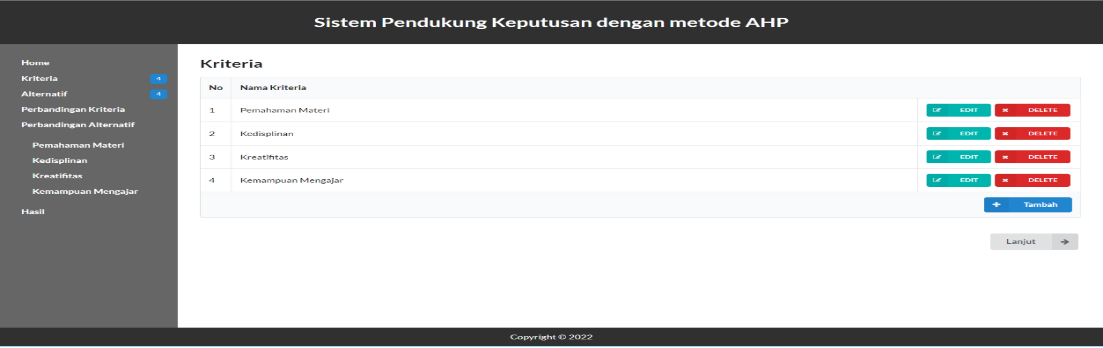 Sistem Pendukung Keputusan dengan metode AHP
Home
Kriteria 4
Alternatif 4
Perbandingan Kriteria
Perbandingan Alternatif
Pemahaman Materi
Kedisplinan
Kreatifitas
Kemampuan Mengajar
Hasil
Kriteria
No Nama Kriteria
1 Pemahaman Materi EDIT DELETE
2 Kedisplinan EDIT DELETE
3 Kreatifitas EDIT DELETE
4 Kemampuan Mengajar EDIT DELETE
Tambah
Lanjut
Copyright © 2022